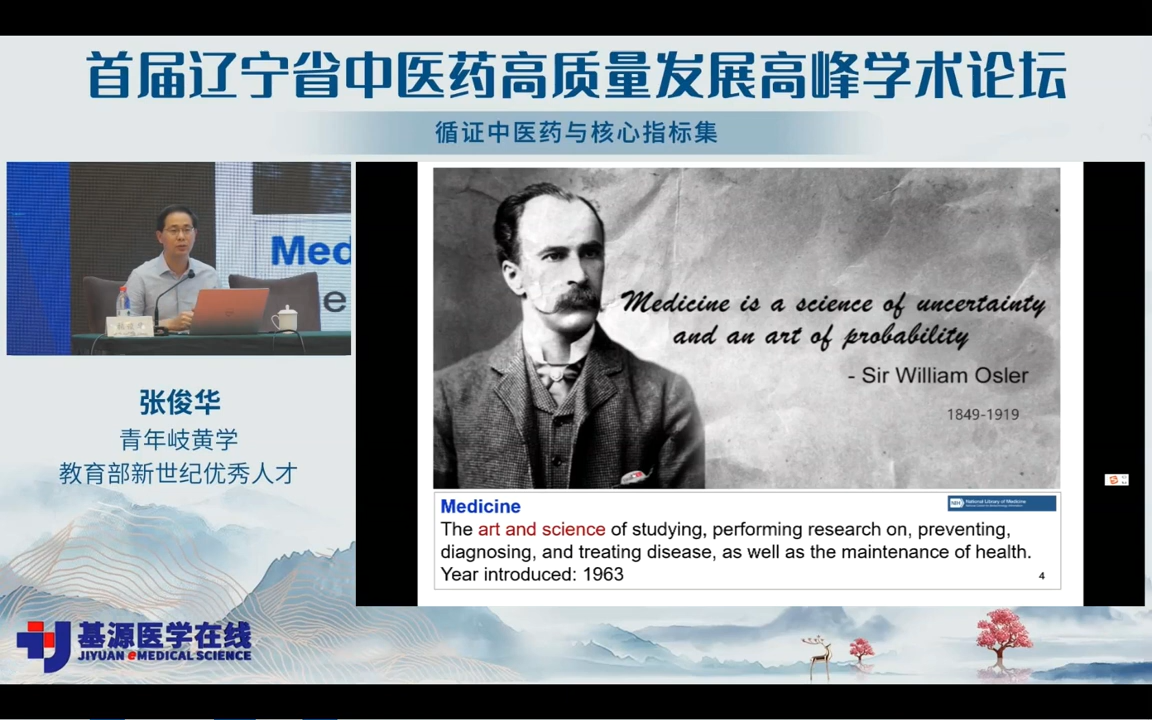 首届辽宁省中医药高质量发展高峰学术论坛
循证中医药与核心指标集
Med
e
张俊华
青年岐黄学
教育部新世纪优秀人才
Medicine is a science of uncertainty
and an art of probability
- Sir William Osler
1849-1919
Medicine
NIH National Library of Medicine
The art and science of studying, performing research on, preventing,
diagnosing, and treating disease, as well as the maintenance of health.
Year introduced: 1963
4
基源医学在线
JIYUAN eMEDICAL SCIENCE